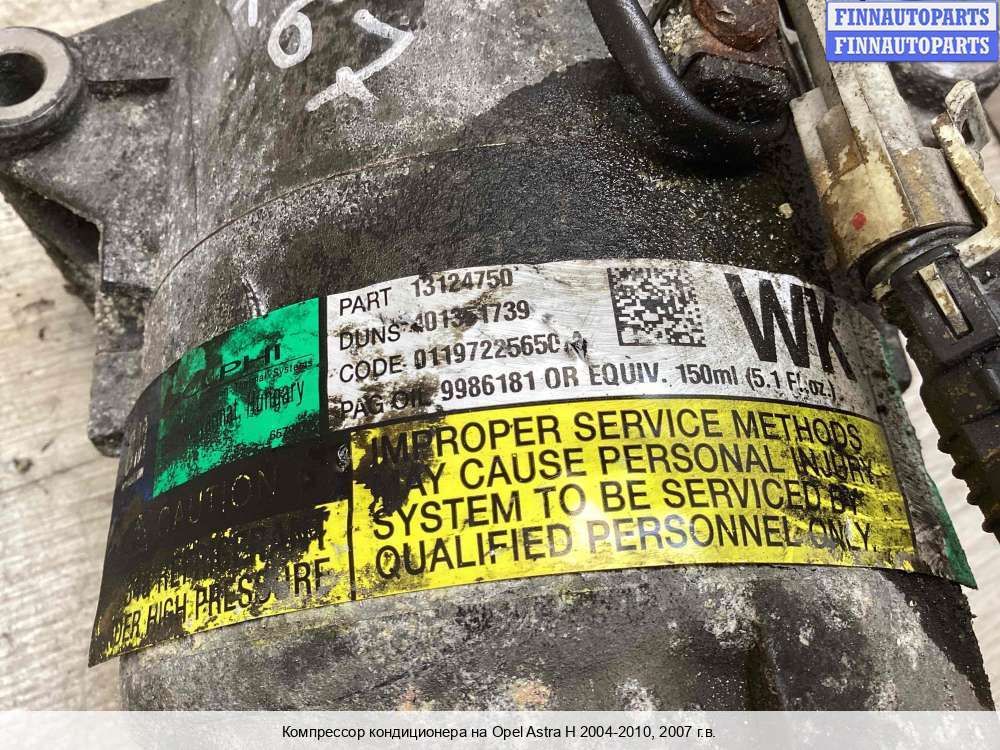 FINNAUTOPARTS
FINNAUTOPARTS
PART 13124750
DUNS
CODE 01197225650
PAG OIL 9986181 OR EQUIV. 150ml (5.1 Fl. oz.)
WK
Hungary
CAUTION
IMPROPER SERVICE METHODS
MAY CAUSE PERSONAL INJURY.
SYSTEM TO BE SERVICED BY
QUALIFIED PERSONNEL ONLY.
HIGH PRESSURE
Компрессор кондиционера на Opel Astra H 2004-2010, 2007 г.в.